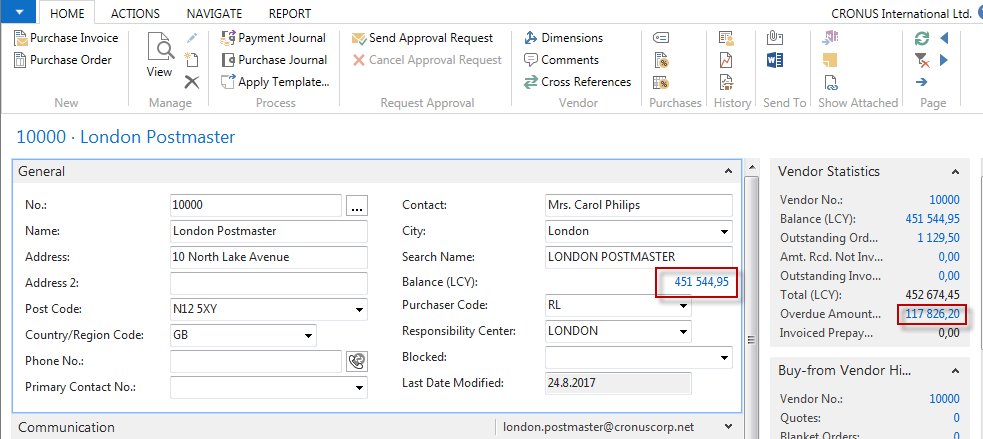 HOME ACTIONS NAVIGATE REPORT CRONUS International Ltd.
Purchase Invoice
Purchase Order
New
View
Manage
Payment Journal
Purchase Journal
Apply Template...
Process
Send Approval Request
Cancel Approval Request
Request Approval
Dimensions
Comments
Cross References
Vendor
Purchases
History
Send To
Show Attached
Page
10000 · London Postmaster
General
No.: 10000 ...
Name: London Postmaster
Address: 10 North Lake Avenue
Address 2:
Post Code: N12 5XY
Country/Region Code: GB
Phone No.:
Primary Contact No.:
Contact: Mrs. Carol Philips
City: London
Search Name: LONDON POSTMASTER
Balance (LCY): 451 544,95
Purchaser Code: RL
Responsibility Center: LONDON
Blocked:
Last Date Modified: 24.8.2017
Communication london.postmaster@cronuscorp.net
Vendor Statistics
Vendor No.: 10000
Balance (LCY): 451 544,95
Outstanding Ord... 1 129,50
Amt. Rcd. Not Inv... 0,00
Outstanding Invo... 0,00
Total (LCY): 452 674,45
Overdue Amount... 117 826,20
Invoiced Prepay... 0,00
Buy-from Vendor Hi...
Vendor No.: 10000
Quotes: 0
Blanket Orders: 0